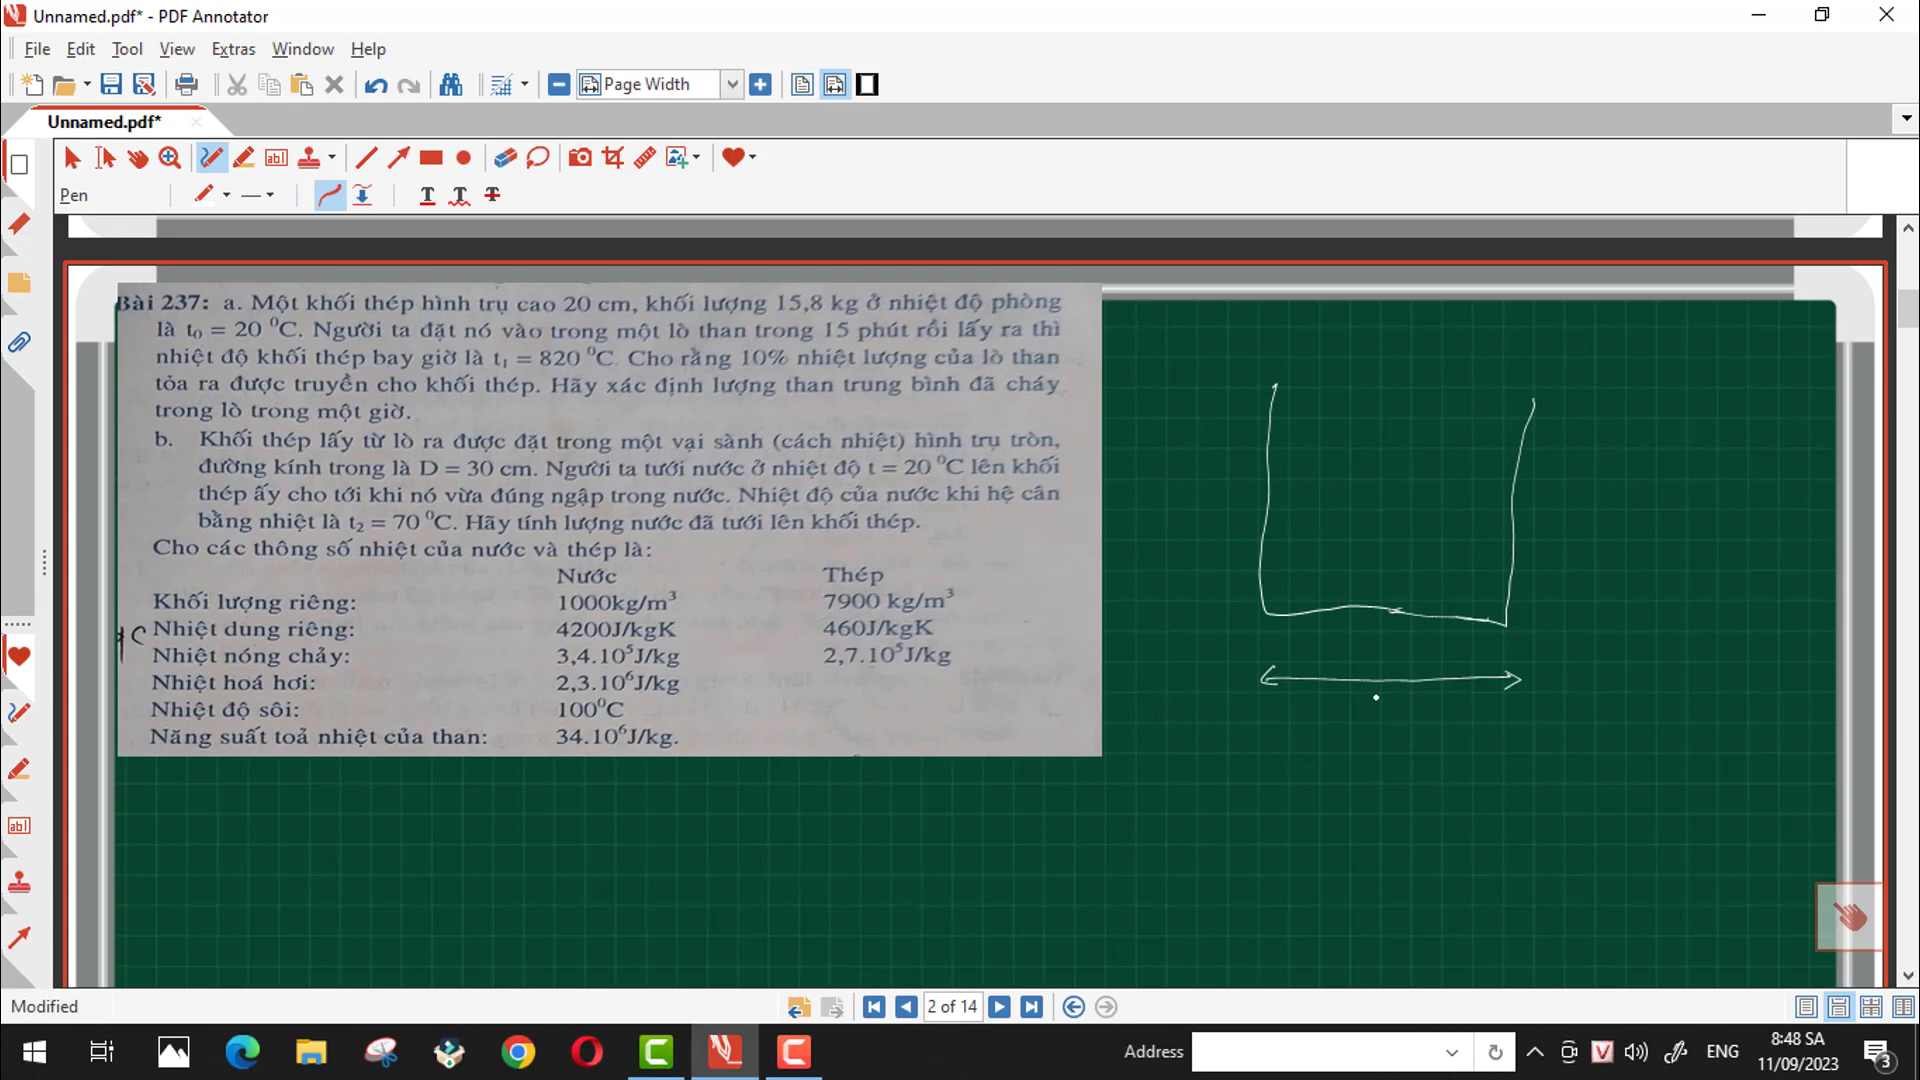 Unnamed.pdf* - PDF Annotator
File Edit Tool View Extras Window Help
Page Width
Unnamed.pdf*
Pen
Bài 237: a. Một khối thép hình trụ cao 20 cm, khối lượng 15,8 kg ở nhiệt độ phòng
là t₀ = 20 ⁰C. Người ta đặt nó vào trong một lò than trong 15 phút rồi lấy ra thì
nhiệt độ khối thép bay giờ là t₁ = 820 ⁰C. Cho rằng 10% nhiệt lượng của lò than
tỏa ra được truyền cho khối thép. Hãy xác định lượng than trung bình đã cháy
trong lò trong một giờ.
b. Khối thép lấy từ lò ra được đặt trong một vại sành (cách nhiệt) hình trụ tròn,
đường kính trong là D = 30 cm. Người ta tưới nước ở nhiệt độ t = 20 ⁰C lên khối
thép ấy cho tới khi nó vừa đúng ngập trong nước. Nhiệt độ của nước khi hệ cân
bằng nhiệt là t₂ = 70 ⁰C. Hãy tính lượng nước đã tưới lên khối thép.
Cho các thông số nhiệt của nước và thép là:
Nước Thép
Khối lượng riêng: 1000kg/m³ 7900 kg/m³
Nhiệt dung riêng: 4200J/kgK 460J/kgK
Nhiệt nóng chảy: 3,4.10⁵J/kg 2,7.10⁵J/kg
Nhiệt hoá hơi: 2,3.10⁶J/kg
Nhiệt độ sôi: 100⁰C
Năng suất toả nhiệt của than: 34.10⁶J/kg.
Modified
2 of 14
Address
ENG
8:48 SA
11/09/2023
3